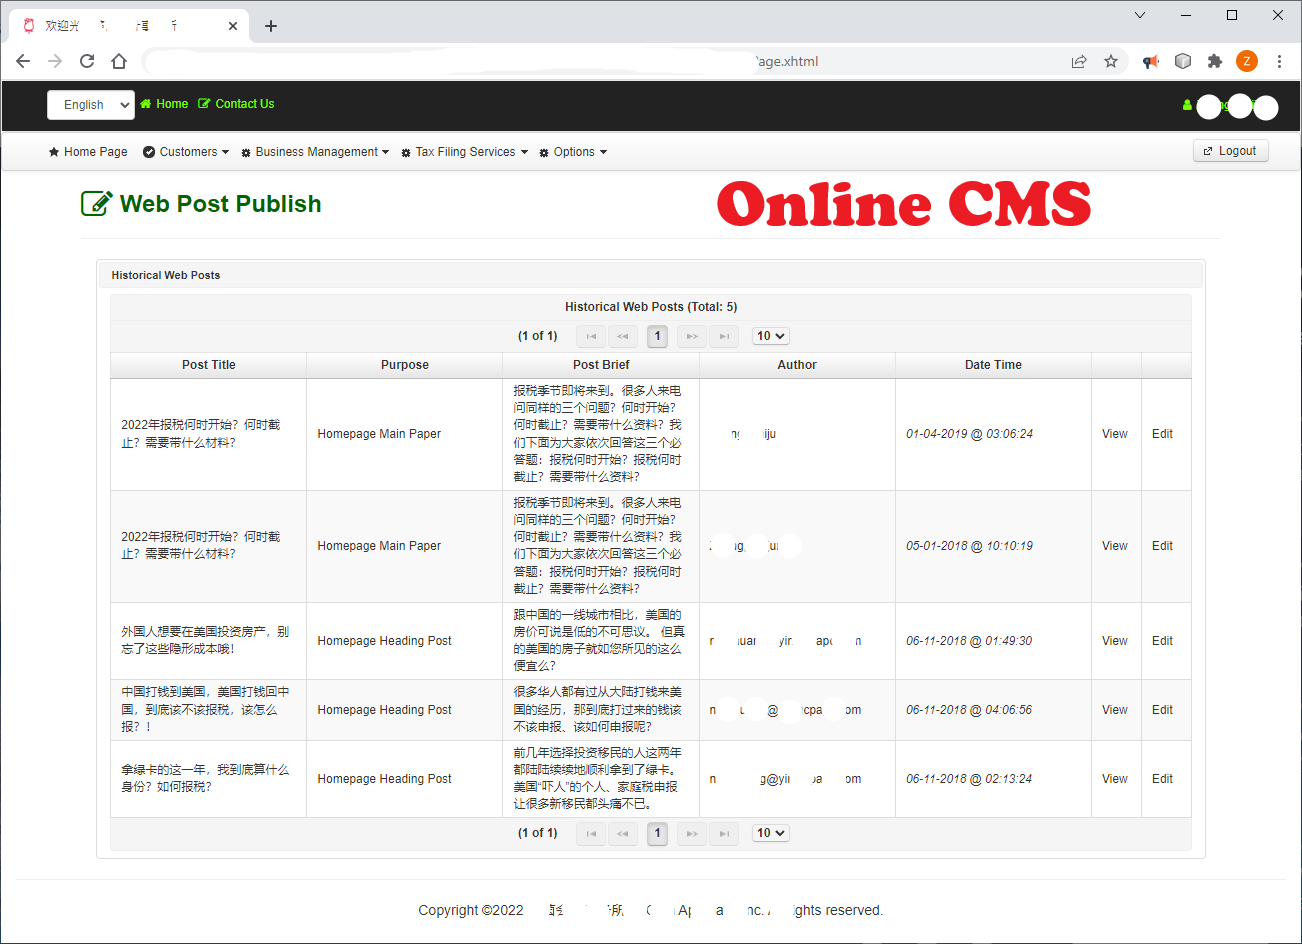 欢迎光
age.xhtml
Z
English Home Contact Us
Home Page Customers Business Management Tax Filing Services Options Logout
Web Post Publish
Online CMS
Historical Web Posts
Historical Web Posts (Total: 5)
(1 of 1) 1 10
Post Title Purpose Post Brief Author Date Time
2022年报税何时开始？何时截
止？需要带什么材料？
Homepage Main Paper
报税季节即将来到。很多人来电
问同样的三个问题？何时开始？
何时截止？需要带什么资料？我
们下面为大家依次回答这三个必
答题：报税何时开始？报税何时
截止？需要带什么资料？
01-04-2019 @ 03:06:24
View Edit
2022年报税何时开始？何时截
止？需要带什么材料？
Homepage Main Paper
报税季节即将来到。很多人来电
问同样的三个问题？何时开始？
何时截止？需要带什么资料？我
们下面为大家依次回答这三个必
答题：报税何时开始？报税何时
截止？需要带什么资料？
05-01-2018 @ 10:10:19
View Edit
外国人想要在美国投资房产，别
忘了这些隐形成本哦！
Homepage Heading Post
跟中国的一线城市相比，美国的
房价可说是低的不可思议。 但真
的美国的房子就如您所见的这么
便宜么？
06-11-2018 @ 01:49:30
View Edit
中国打钱到美国，美国打钱回中
国，到底该不该报税，该怎么
报？！
Homepage Heading Post
很多华人都有过从大陆打钱来美
国的经历，那到底打过来的钱该
不该申报、该如何申报呢？
06-11-2018 @ 04:06:56
View Edit
拿绿卡的这一年，我到底算什么
身份？如何报税？
Homepage Heading Post
前几年选择投资移民的人这两年
都陆陆续续地顺利拿到了绿卡。
美国“吓人”的个人、家庭税申报
让很多新移民都头痛不已。
06-11-2018 @ 02:13:24
View Edit
(1 of 1) 1 10
Copyright ©2022 ights reserved.